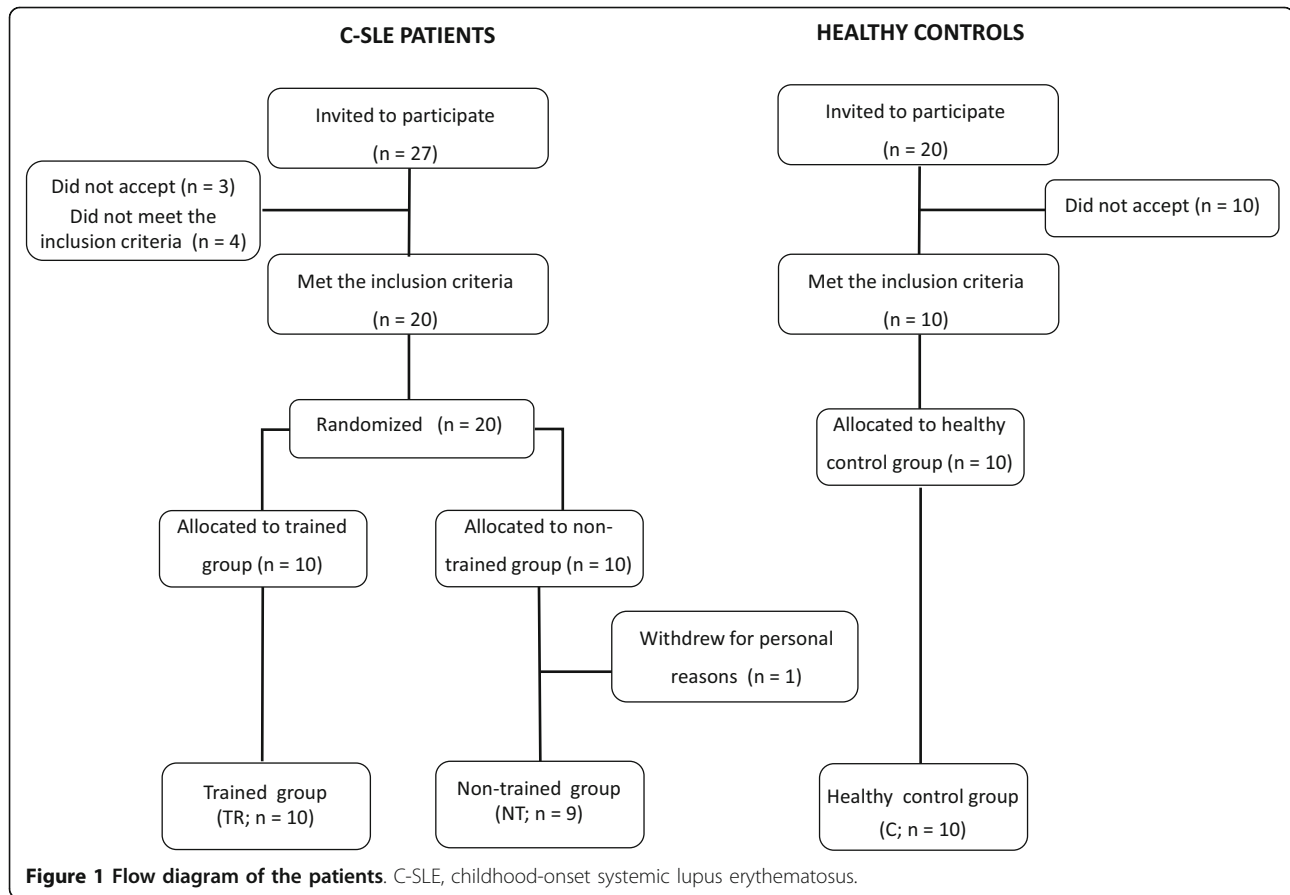 C-SLE PATIENTS
Invited to participate
(n = 27)
Did not accept (n = 3)
Did not meet the
inclusion criteria (n = 4)
Met the inclusion criteria
(n = 20)
Randomized (n = 20)
Allocated to trained
group (n = 10)
Allocated to non-
trained group (n = 10)
Withdrew for personal
reasons (n = 1)
Trained group
(TR; n = 10)
Non-trained group
(NT; n = 9)
HEALTHY CONTROLS
Invited to participate
(n = 20)
Did not accept (n = 10)
Met the inclusion criteria
(n = 10)
Allocated to healthy
control group (n = 10)
Healthy control group
(C; n = 10)
Figure 1 Flow diagram of the patients. C-SLE, childhood-onset systemic lupus erythematosus.